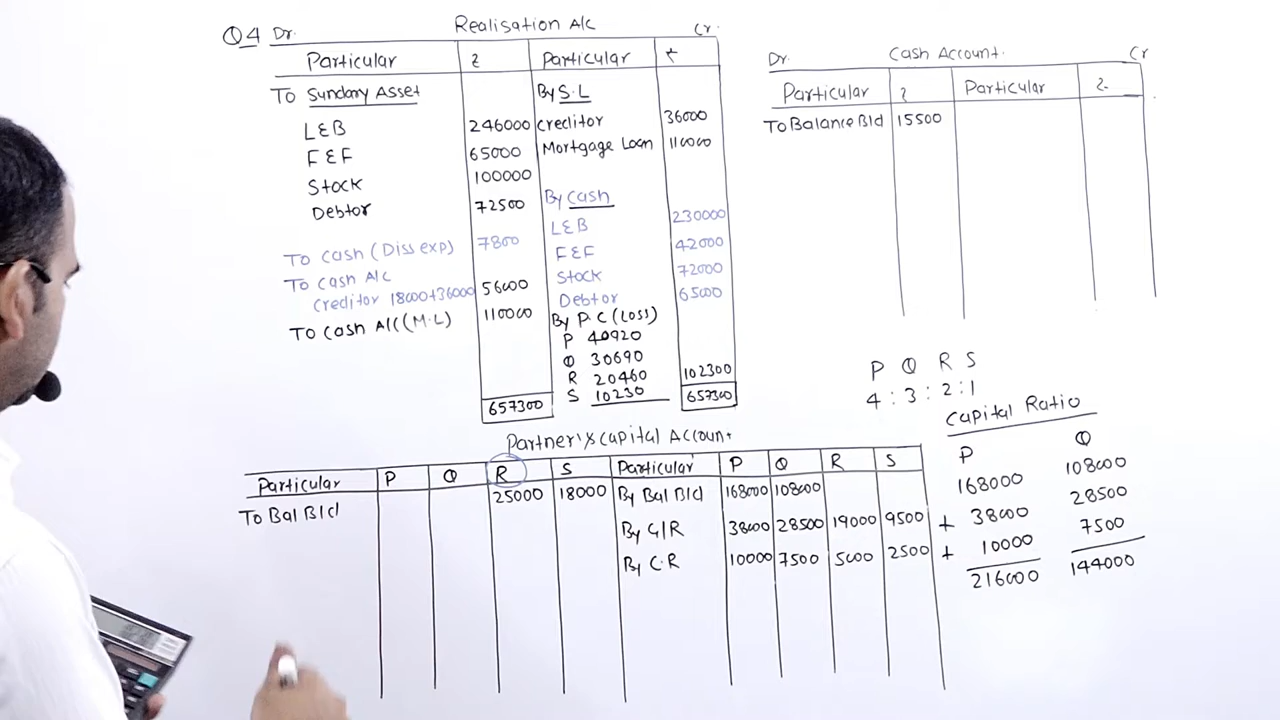 Q4 Dr. Realisation A/c Cr.
Particular ₹ Particular ₹
To Sundary Asset By S.L
L&B 246000 creditor 36000
F&F 65000 Mortgage Loan 110000
Stock 100000
Debtor 72500 By Cash
L&B 230000
To cash (Diss exp) 7800 F&F 42000
To cash A/c Stock 72000
creditor 18000+36000 56000 Debtor 65000
To cash A/c (M.L) 110000 By P.C (Loss)
P 40920
Q 30690
R 20460 102300
657300 S 10230 657300
Dr. Cash Account. Cr
Particular ₹ Particular ₹
To Balance B/d 15500
P Q R S
4 : 3 : 2 : 1
Capital Ratio
P Q
168000 108000
+ 38000 28500
+ 10000 7500
216000 144000
Partner's Capital Account
Particular P Q R S Particular P Q R S
25000 18000 By Bal B/d 168000 108000
To Bal B/d
By G/R 38000 28500 19000 9500
By C.R 10000 7500 5000 2500